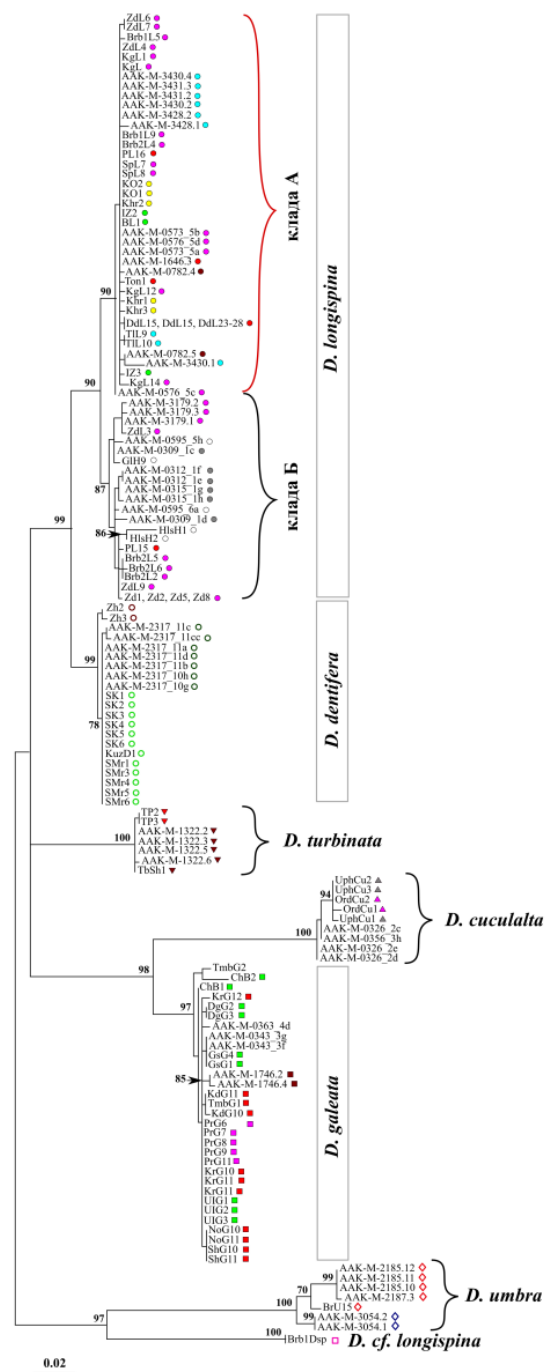 ZdL6
ZdL7
Brb1L5
ZdL4
KgL1
KgL
AAK-M-3430.4
AAK-M-3431.3
AAK-M-3431.2
AAK-M-3430.2
AAK-M-3428.2
AAK-M-3428.1
Brb1L9
Brb2L4
PL16
SpL7
SpL8
KO2
KO1
Khr2
IZ2
BL1
AAK-M-0573_5b
AAK-M-0576_5d
AAK-M-0573_5a
AAK-M-1646.3
AAK-M-0782.4
Ton1
KgL12
Khr1
Khr3
DdL15, DdL15, DdL23-28
TlL9
TlL10
AAK-M-0782.5
AAK-M-3430.1
IZ3
KgL14
AAK-M-0576_5c
90
клада А
90
D. longispina
AAK-M-3179.2
AAK-M-3179.3
AAK-M-3179.1
ZdL3
AAK-M-0595_5h
AAK-M-0309_1c
GlH9
AAK-M-0312_1f
AAK-M-0312_1e
AAK-M-0315_1g
AAK-M-0315_1h
AAK-M-0595_6a
AAK-M-0309_1d
HlsH1
HlsH2
PL15
Brb2L5
Brb2L6
Brb2L2
ZdL9
Zd1, Zd2, Zd5, Zd8
87
86
клада Б
99
Zh2
Zh3
AAK-M-2317_11c
AAK-M-2317_11cc
AAK-M-2317_11a
AAK-M-2317_11d
AAK-M-2317_11b
AAK-M-2317_10h
AAK-M-2317_10g
SK1
SK2
SK3
SK4
SK5
SK6
KuzD1
SMr1
SMr3
SMr4
SMr5
SMr6
99
78
D. dentifera
TP2
TP3
AAK-M-1322.2
AAK-M-1322.3
AAK-M-1322.5
AAK-M-1322.6
TbSh1
100
D. turbinata
UphCu2
UphCu3
OrdCu2
OrdCu1
UphCu1
AAK-M-0326_2c
AAK-M-0356_3h
AAK-M-0326_2e
AAK-M-0326_2d
94
100
D. cuculalta
98
TmbG2
ChB2
ChB1
KrG12
DgG2
DgG3
AAK-M-0363_4d
AAK-M-0343_3g
AAK-M-0343_3f
GsG4
GsG1
AAK-M-1746.2
AAK-M-1746.4
KdG11
TmbG1
KdG10
PrG6
PrG7
PrG8
PrG9
PrG11
KrG10
KrG11
KrG11
UlG1
UlG2
UlG3
NoG10
NoG11
ShG10
ShG11
97
85
D. galeata
AAK-M-2185.12
AAK-M-2185.11
AAK-M-2185.10
AAK-M-2187.3
BrU15
AAK-M-3054.2
AAK-M-3054.1
99
70
100
99
D. umbra
97
100
Brb1Dsp
D. cf. longispina
0.02